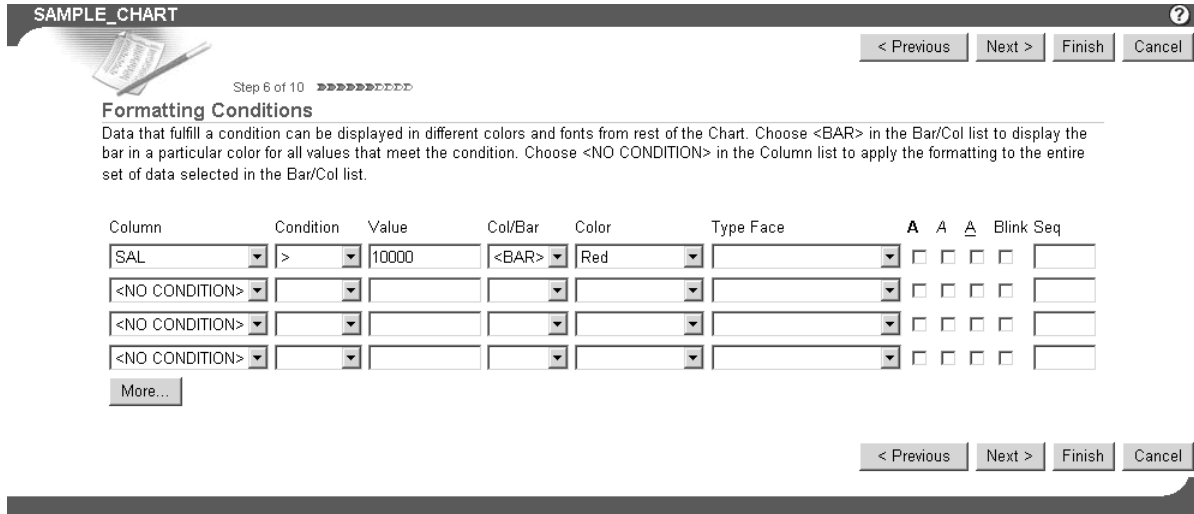 SAMPLE_CHART
?
< Previous Next > Finish Cancel
Step 6 of 10
Formatting Conditions
Data that fulfill a condition can be displayed in different colors and fonts from rest of the Chart. Choose <BAR> in the Bar/Col list to display the
bar in a particular color for all values that meet the condition. Choose <NO CONDITION> in the Column list to apply the formatting to the entire
set of data selected in the Bar/Col list.
Column Condition Value Col/Bar Color Type Face A A A Blink Seq
SAL > 10000 <BAR> Red
<NO CONDITION>
<NO CONDITION>
<NO CONDITION>
More...
< Previous Next > Finish Cancel